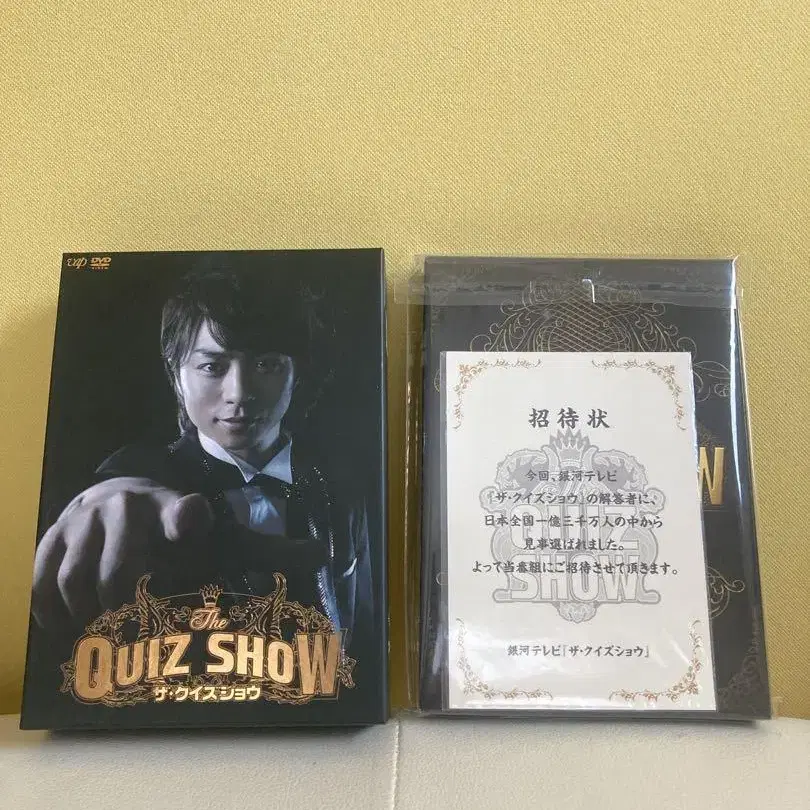 vap DVD
VIDEO
The
QUIZ SHOW
ザ・クイズショウ
招待状
今回、銀河テレビ
「ザ・クイズショウ」の解答者に、
日本全国一億三千万人の中から
見事選ばれました。
よって当番組にご招待させて頂きます。
QUIZ
SHOW
銀河テレビ「ザ・クイズショウ」
W